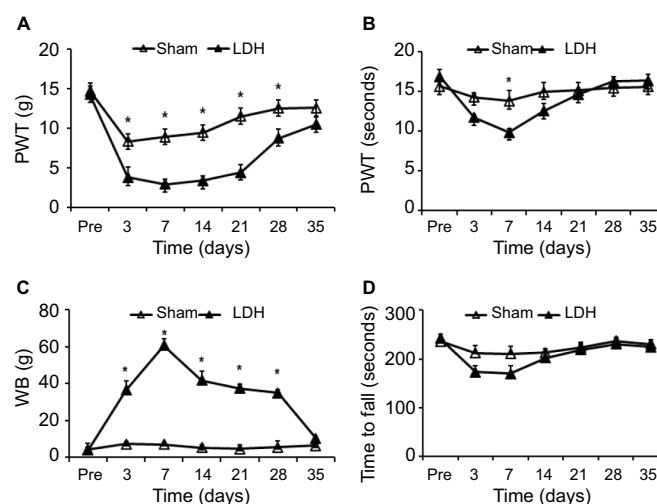 A
Sham LDH
20
15
10
5
0
PWT (g)
* * * * *
Pre 3 7 14 21 28 35
Time (days)
B
Sham LDH
20
15
10
5
0
PWT (seconds)
*
Pre 3 7 14 21 28 35
Time (days)
C
Sham LDH
80
60
40
20
0
WB (g)
* * * * *
Pre 3 7 14 21 28 35
Time (days)
D
Sham LDH
300
200
100
0
Time to fall (seconds)
Pre 3 7 14 21 28 35
Time (days)